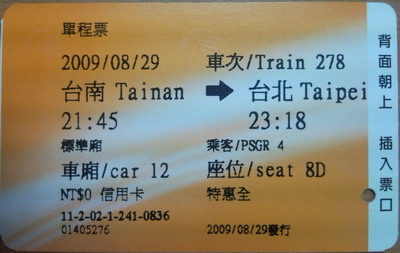 單程票
2009/08/29 車次/Train 278
台南 Tainan → 台北 Taipei
21:45 23:18
標準廂 乘客/PSGR 4
車廂/car 12 座位/seat 8D
NT$0 信用卡 特惠全
11-2-02-1-241-0836
01405276 2009/08/29發行
背面朝上 插入票口